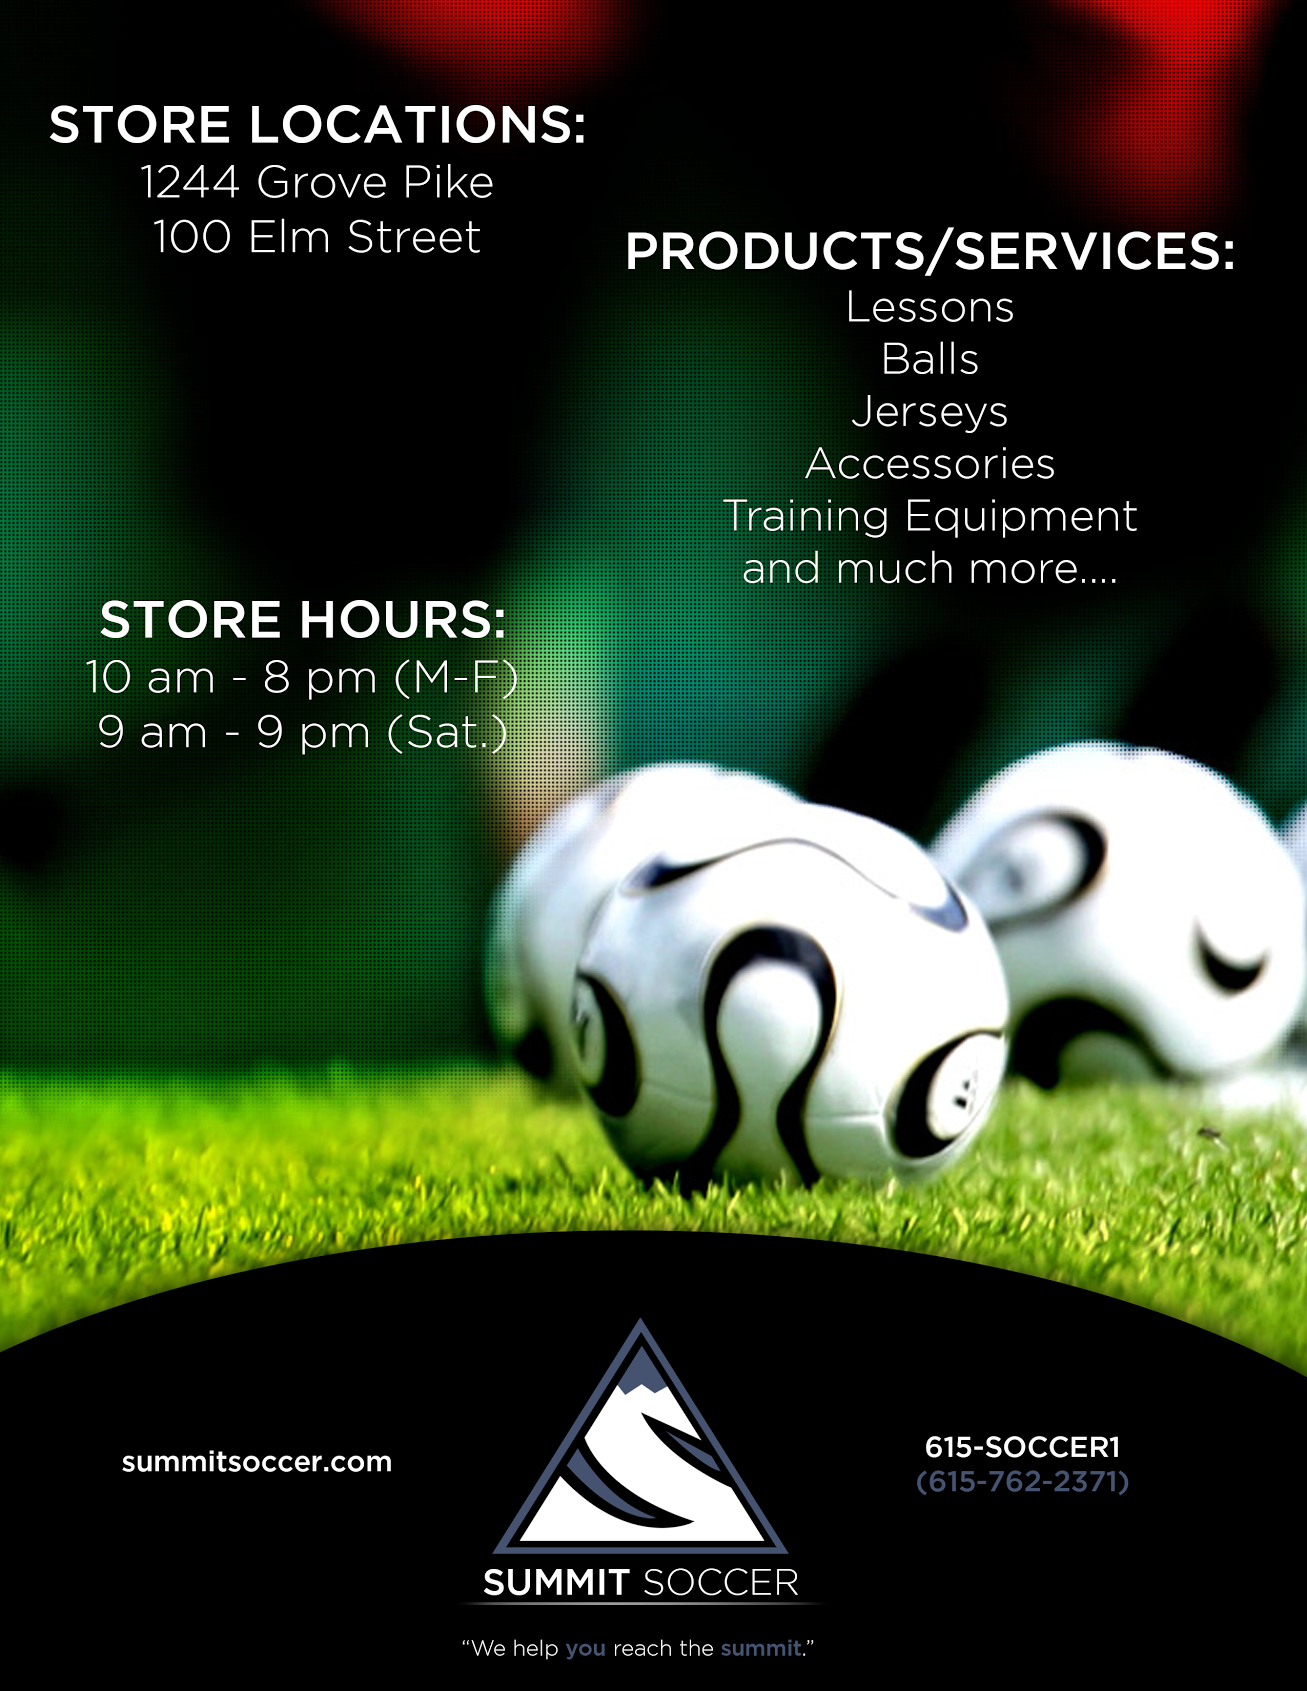 STORE LOCATIONS:
1244 Grove Pike
100 Elm Street
PRODUCTS/SERVICES:
Lessons
Balls
Jerseys
Accessories
Training Equipment
and much more....
STORE HOURS:
10 am - 8 pm (M-F)
9 am - 9 pm (Sat.)
summitsoccer.com
615-SOCCER1
(615-762-2371)
SUMMIT SOCCER
“We help you reach the summit.”